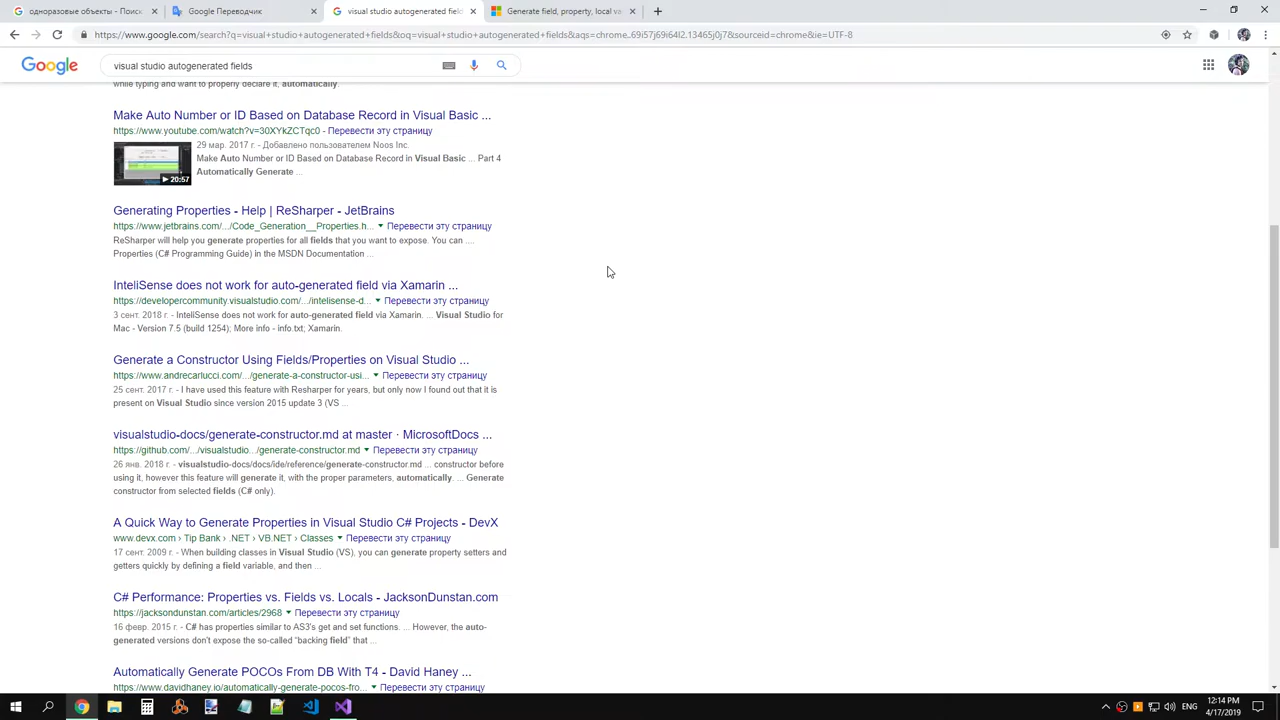 одноразовые объекты - Поиск
Google Переводчик
visual studio autogenerated field
Generate field, property, local va
https://www.google.com/search?q=visual+studio+autogenerated+fields&oq=visual+studio+autogenerated+fields&aqs=chrome..69i57j69i64l2.13465j0j7&sourceid=chrome&ie=UTF-8
Google
visual studio autogenerated fields
while typing and want to properly declare it, automatically.
Make Auto Number or ID Based on Database Record in Visual Basic ...
https://www.youtube.com/watch?v=30XYkZCTqc0 - Перевести эту страницу
29 мар. 2017 г. - Добавлено пользователем Noos Inc.
Make Auto Number or ID Based on Database Record in Visual Basic ... Part 4
Automatically Generate ...
20:57
Generating Properties - Help | ReSharper - JetBrains
https://www.jetbrains.com/.../Code_Generation__Properties.h... Перевести эту страницу
ReSharper will help you generate properties for all fields that you want to expose. You can ....
Properties (C# Programming Guide) in the MSDN Documentation ...
InteliSense does not work for auto-generated field via Xamarin ...
https://developercommunity.visualstudio.com/.../intelisense-d... Перевести эту страницу
3 сент. 2018 г. - InteliSense does not work for auto-generated field via Xamarin. ... Visual Studio for
Mac - Version 7.5 (build 1254); More info - info.txt; Xamarin.
Generate a Constructor Using Fields/Properties on Visual Studio ...
https://www.andrecarlucci.com/.../generate-a-constructor-usi... Перевести эту страницу
25 сент. 2017 г. - I have used this feature with Resharper for years, but only now I found out that it is
present on Visual Studio since version 2015 update 3 (VS ...
visualstudio-docs/generate-constructor.md at master · MicrosoftDocs ...
https://github.com/.../visualstudio.../generate-constructor.md Перевести эту страницу
26 янв. 2018 г. - visualstudio-docs/docs/ide/reference/generate-constructor.md ... constructor before
using it, however this feature will generate it, with the proper parameters, automatically. ... Generate
constructor from selected fields (C# only).
A Quick Way to Generate Properties in Visual Studio C# Projects - DevX
www.devx.com › Tip Bank › .NET › VB.NET › Classes Перевести эту страницу
17 сент. 2009 г. - When building classes in Visual Studio (VS), you can generate property setters and
getters quickly by defining a field variable, and then ...
C# Performance: Properties vs. Fields vs. Locals - JacksonDunstan.com
https://jacksondunstan.com/articles/2968 Перевести эту страницу
16 февр. 2015 г. - C# has properties similar to AS3's get and set functions. ... However, the auto-
generated versions don't expose the so-called "backing field" that ...
Automatically Generate POCOs From DB With T4 - David Haney ...
https://www.davidhaney.io/automatically-generate-pocos-fro... Перевести эту страницу
ENG
12:14 PM
4/17/2019